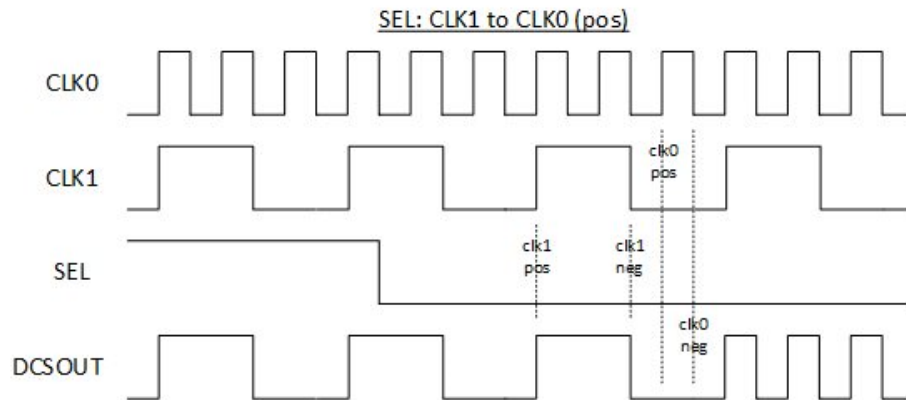 SEL: CLK1 to CLK0 (pos)
CLK0
CLK1
clk0
pos
SEL
clk1
pos
clk1
neg
clk0
neg
DCSOUT